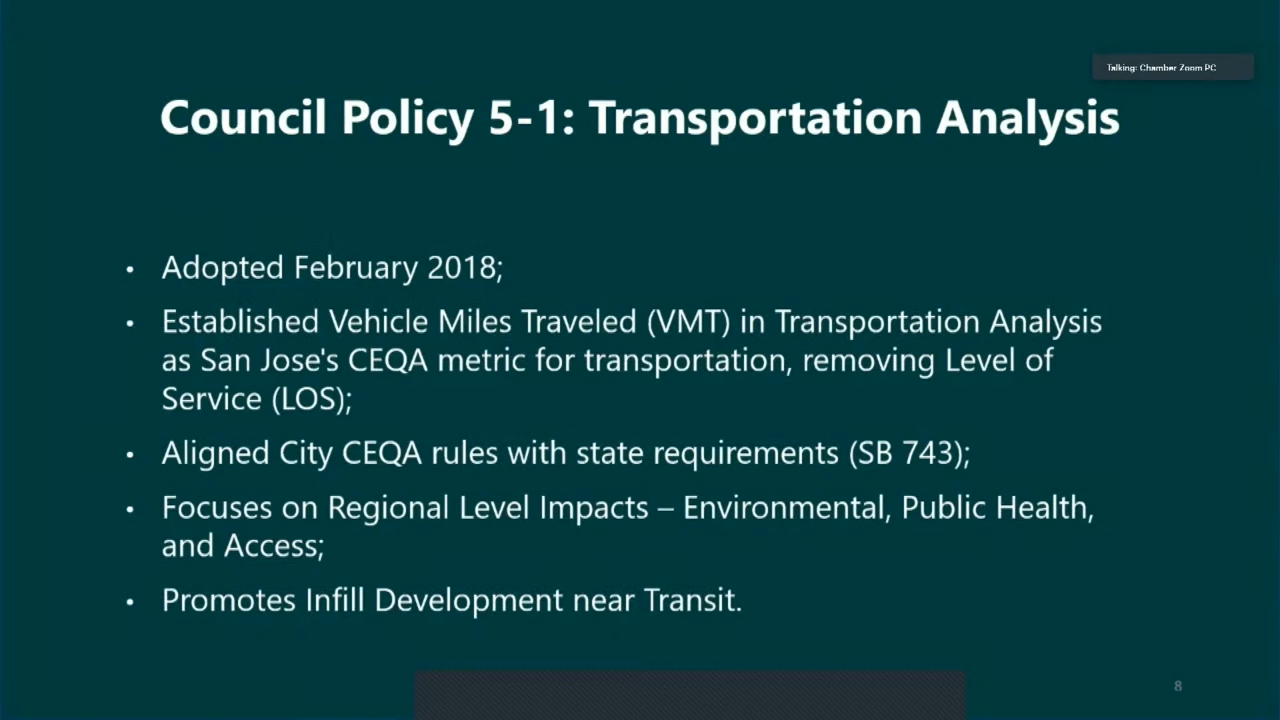 Talking: Chamber Zoom PC
Council Policy 5-1: Transportation Analysis
• Adopted February 2018;
• Established Vehicle Miles Traveled (VMT) in Transportation Analysis
as San Jose's CEQA metric for transportation, removing Level of
Service (LOS);
• Aligned City CEQA rules with state requirements (SB 743);
• Focuses on Regional Level Impacts – Environmental, Public Health,
and Access;
• Promotes Infill Development near Transit.
8